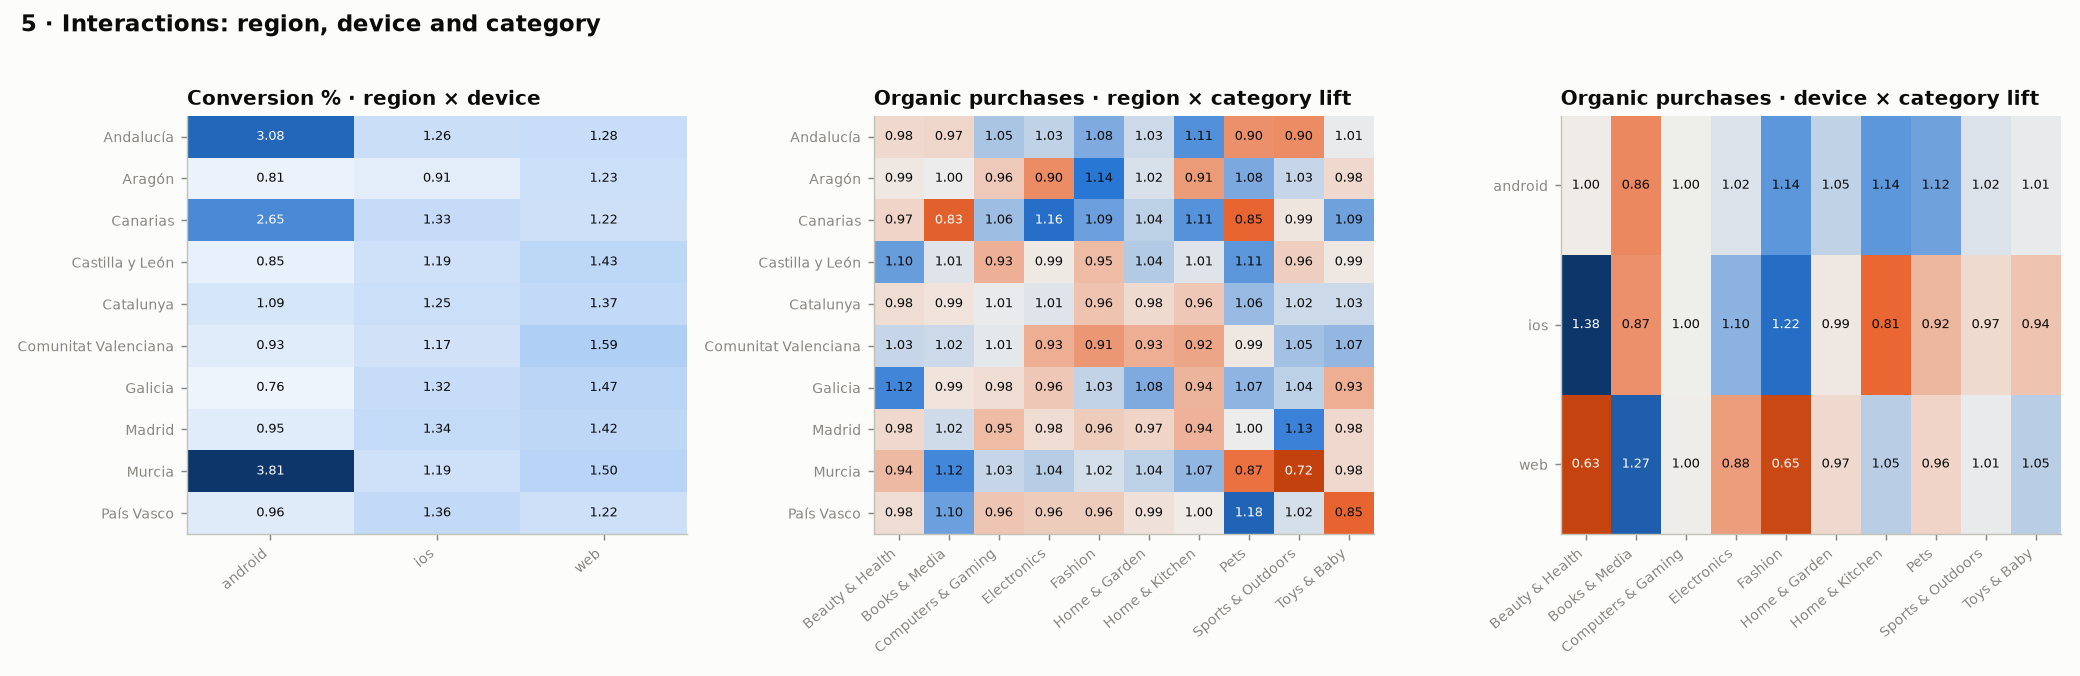 5 · Interactions: region, device and category
Conversion % · region × device
Andalucía 3.08 1.26 1.28
Aragón 0.81 0.91 1.23
Canarias 2.65 1.33 1.22
Castilla y León 0.85 1.19 1.43
Catalunya 1.09 1.25 1.37
Comunitat Valenciana 0.93 1.17 1.59
Galicia 0.76 1.32 1.47
Madrid 0.95 1.34 1.42
Murcia 3.81 1.19 1.50
País Vasco 0.96 1.36 1.22
android ios web
Organic purchases · region × category lift
Andalucía 0.98 0.97 1.05 1.03 1.08 1.03 1.11 0.90 0.90 1.01
Aragón 0.99 1.00 0.96 0.90 1.14 1.02 0.91 1.08 1.03 0.98
Canarias 0.97 0.83 1.06 1.16 1.09 1.04 1.11 0.85 0.99 1.09
Castilla y León 1.10 1.01 0.93 0.99 0.95 1.04 1.01 1.11 0.96 0.99
Catalunya 0.98 0.99 1.01 1.01 0.96 0.98 0.96 1.06 1.02 1.03
Comunitat Valenciana 1.03 1.02 1.01 0.93 0.91 0.93 0.92 0.99 1.05 1.07
Galicia 1.12 0.99 0.98 0.96 1.03 1.08 0.94 1.07 1.04 0.93
Madrid 0.98 1.02 0.95 0.98 0.96 0.97 0.94 1.00 1.13 0.98
Murcia 0.94 1.12 1.03 1.04 1.02 1.04 1.07 0.87 0.72 0.98
País Vasco 0.98 1.10 0.96 0.96 0.96 0.99 1.00 1.18 1.02 0.85
Beauty & Health
Books & Media
Computers & Gaming
Electronics
Fashion
Home & Garden
Home & Kitchen
Pets
Sports & Outdoors
Toys & Baby
Organic purchases · device × category lift
android 1.00 0.86 1.00 1.02 1.14 1.05 1.14 1.12 1.02 1.01
ios 1.38 0.87 1.00 1.10 1.22 0.99 0.81 0.92 0.97 0.94
web 0.63 1.27 1.00 0.88 0.65 0.97 1.05 0.96 1.01 1.05
Beauty & Health
Books & Media
Computers & Gaming
Electronics
Fashion
Home & Garden
Home & Kitchen
Pets
Sports & Outdoors
Toys & Baby